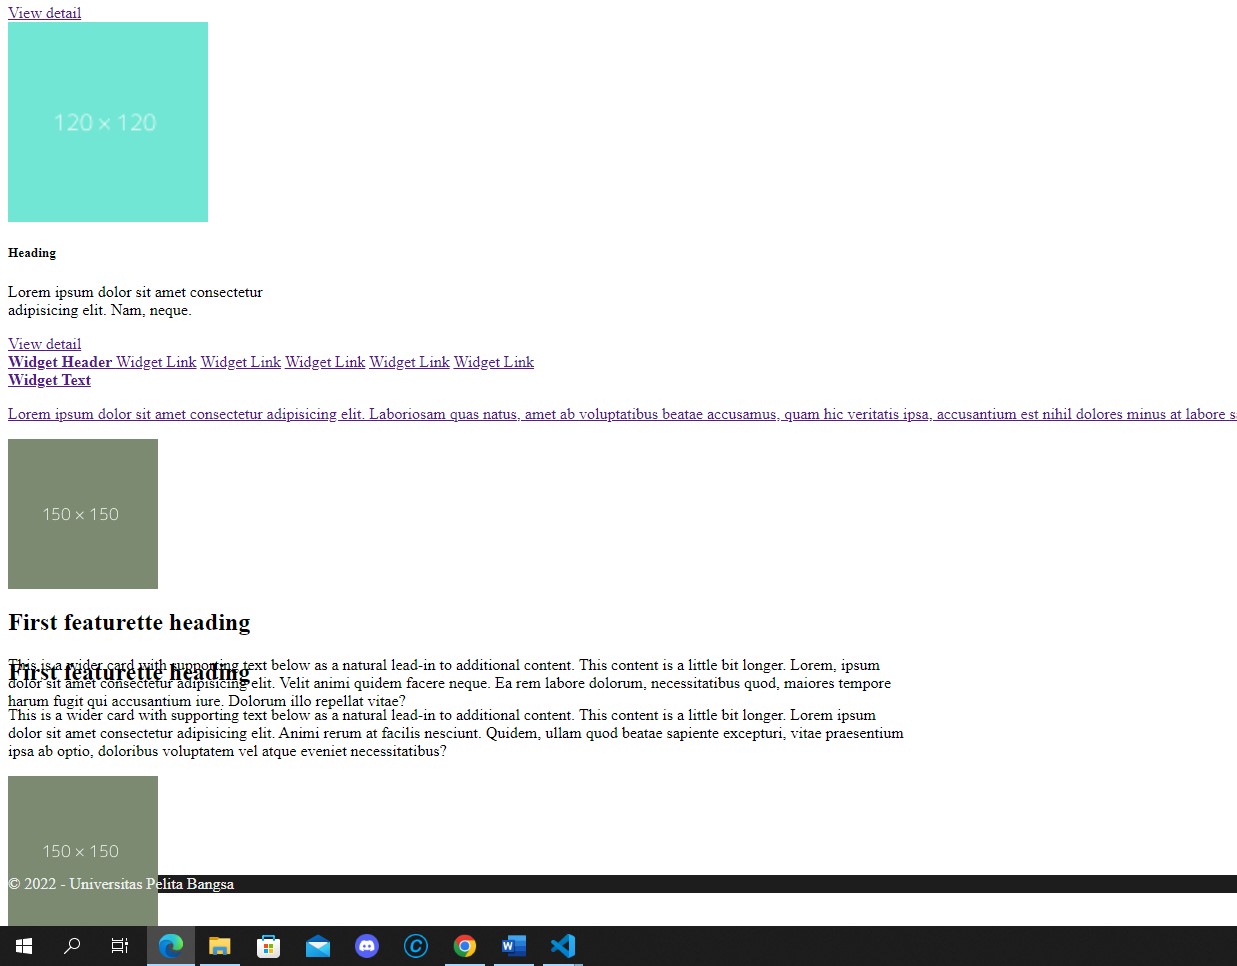 View detail
120 × 120
Heading
Lorem ipsum dolor sit amet consectetur
adipisicing elit. Nam, neque.
View detail
Widget Header Widget Link Widget Link Widget Link Widget Link Widget Link
Widget Text
Lorem ipsum dolor sit amet consectetur adipisicing elit. Laboriosam quas natus, amet ab voluptatibus beatae accusamus, quam hic veritatis ipsa, accusantium est nihil dolores minus at labore s
150 × 150
First featurette heading
This is a wider card with supporting text below as a natural lead-in to additional content. This content is a little bit longer. Lorem, ipsum
First featurette heading
dolor sit amet consectetur adipisicing elit. Velit animi quidem facere neque. Ea rem labore dolorum, necessitatibus quod, maiores tempore
harum fugit qui accusantium iure. Dolorum illo repellat vitae?
This is a wider card with supporting text below as a natural lead-in to additional content. This content is a little bit longer. Lorem ipsum
dolor sit amet consectetur adipisicing elit. Animi rerum at facilis nesciunt. Quidem, ullam quod beatae sapiente excepturi, vitae praesentium
ipsa ab optio, doloribus voluptatem vel atque eveniet necessitatibus?
150 × 150
© 2022 - Universitas Pelita Bangsa